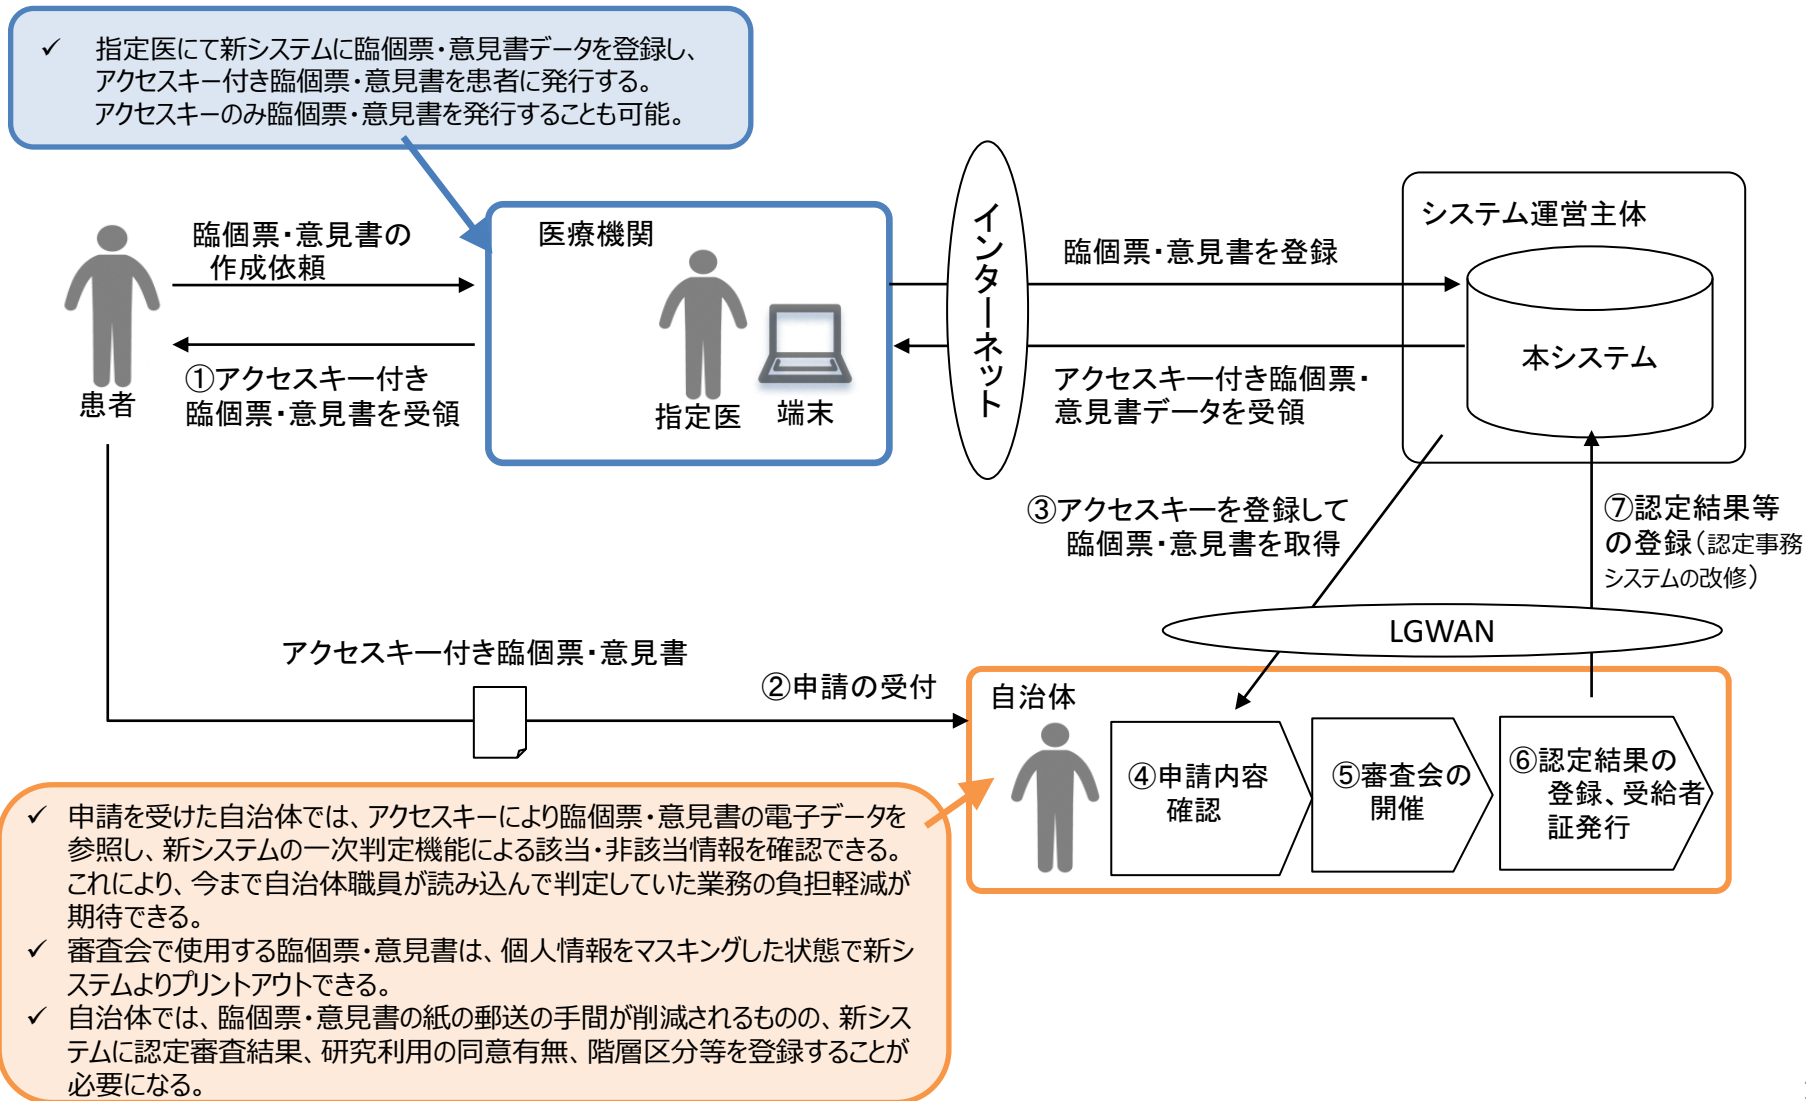 ✓ 指定医にて新システムに臨個票・意見書データを登録し、
アクセスキー付き臨個票・意見書を患者に発行する。
アクセスキーのみ臨個票・意見書を発行することも可能。
患者
臨個票・意見書の
作成依頼
①アクセスキー付き
臨個票・意見書を受領
医療機関
指定医
端末
インターネット
臨個票・意見書を登録
アクセスキー付き臨個票・
意見書データを受領
システム運営主体
本システム
③アクセスキーを登録して
臨個票・意見書を取得
⑦認定結果等
の登録（認定事務
システムの改修）
LGWAN
アクセスキー付き臨個票・意見書
②申請の受付
自治体
④申請内容
確認
⑤審査会の
開催
⑥認定結果の
登録、受給者
証発行
✓ 申請を受けた自治体では、アクセスキーにより臨個票・意見書の電子データを
参照し、新システムの一次判定機能による該当・非該当情報を確認できる。
これにより、今まで自治体職員が読み込んで判定していた業務の負担軽減が
期待できる。
✓ 審査会で使用する臨個票・意見書は、個人情報をマスキングした状態で新シ
ステムよりプリントアウトできる。
✓ 自治体では、臨個票・意見書の紙の郵送の手間が削減されるものの、新シス
テムに認定審査結果、研究利用の同意有無、階層区分等を登録することが
必要になる。